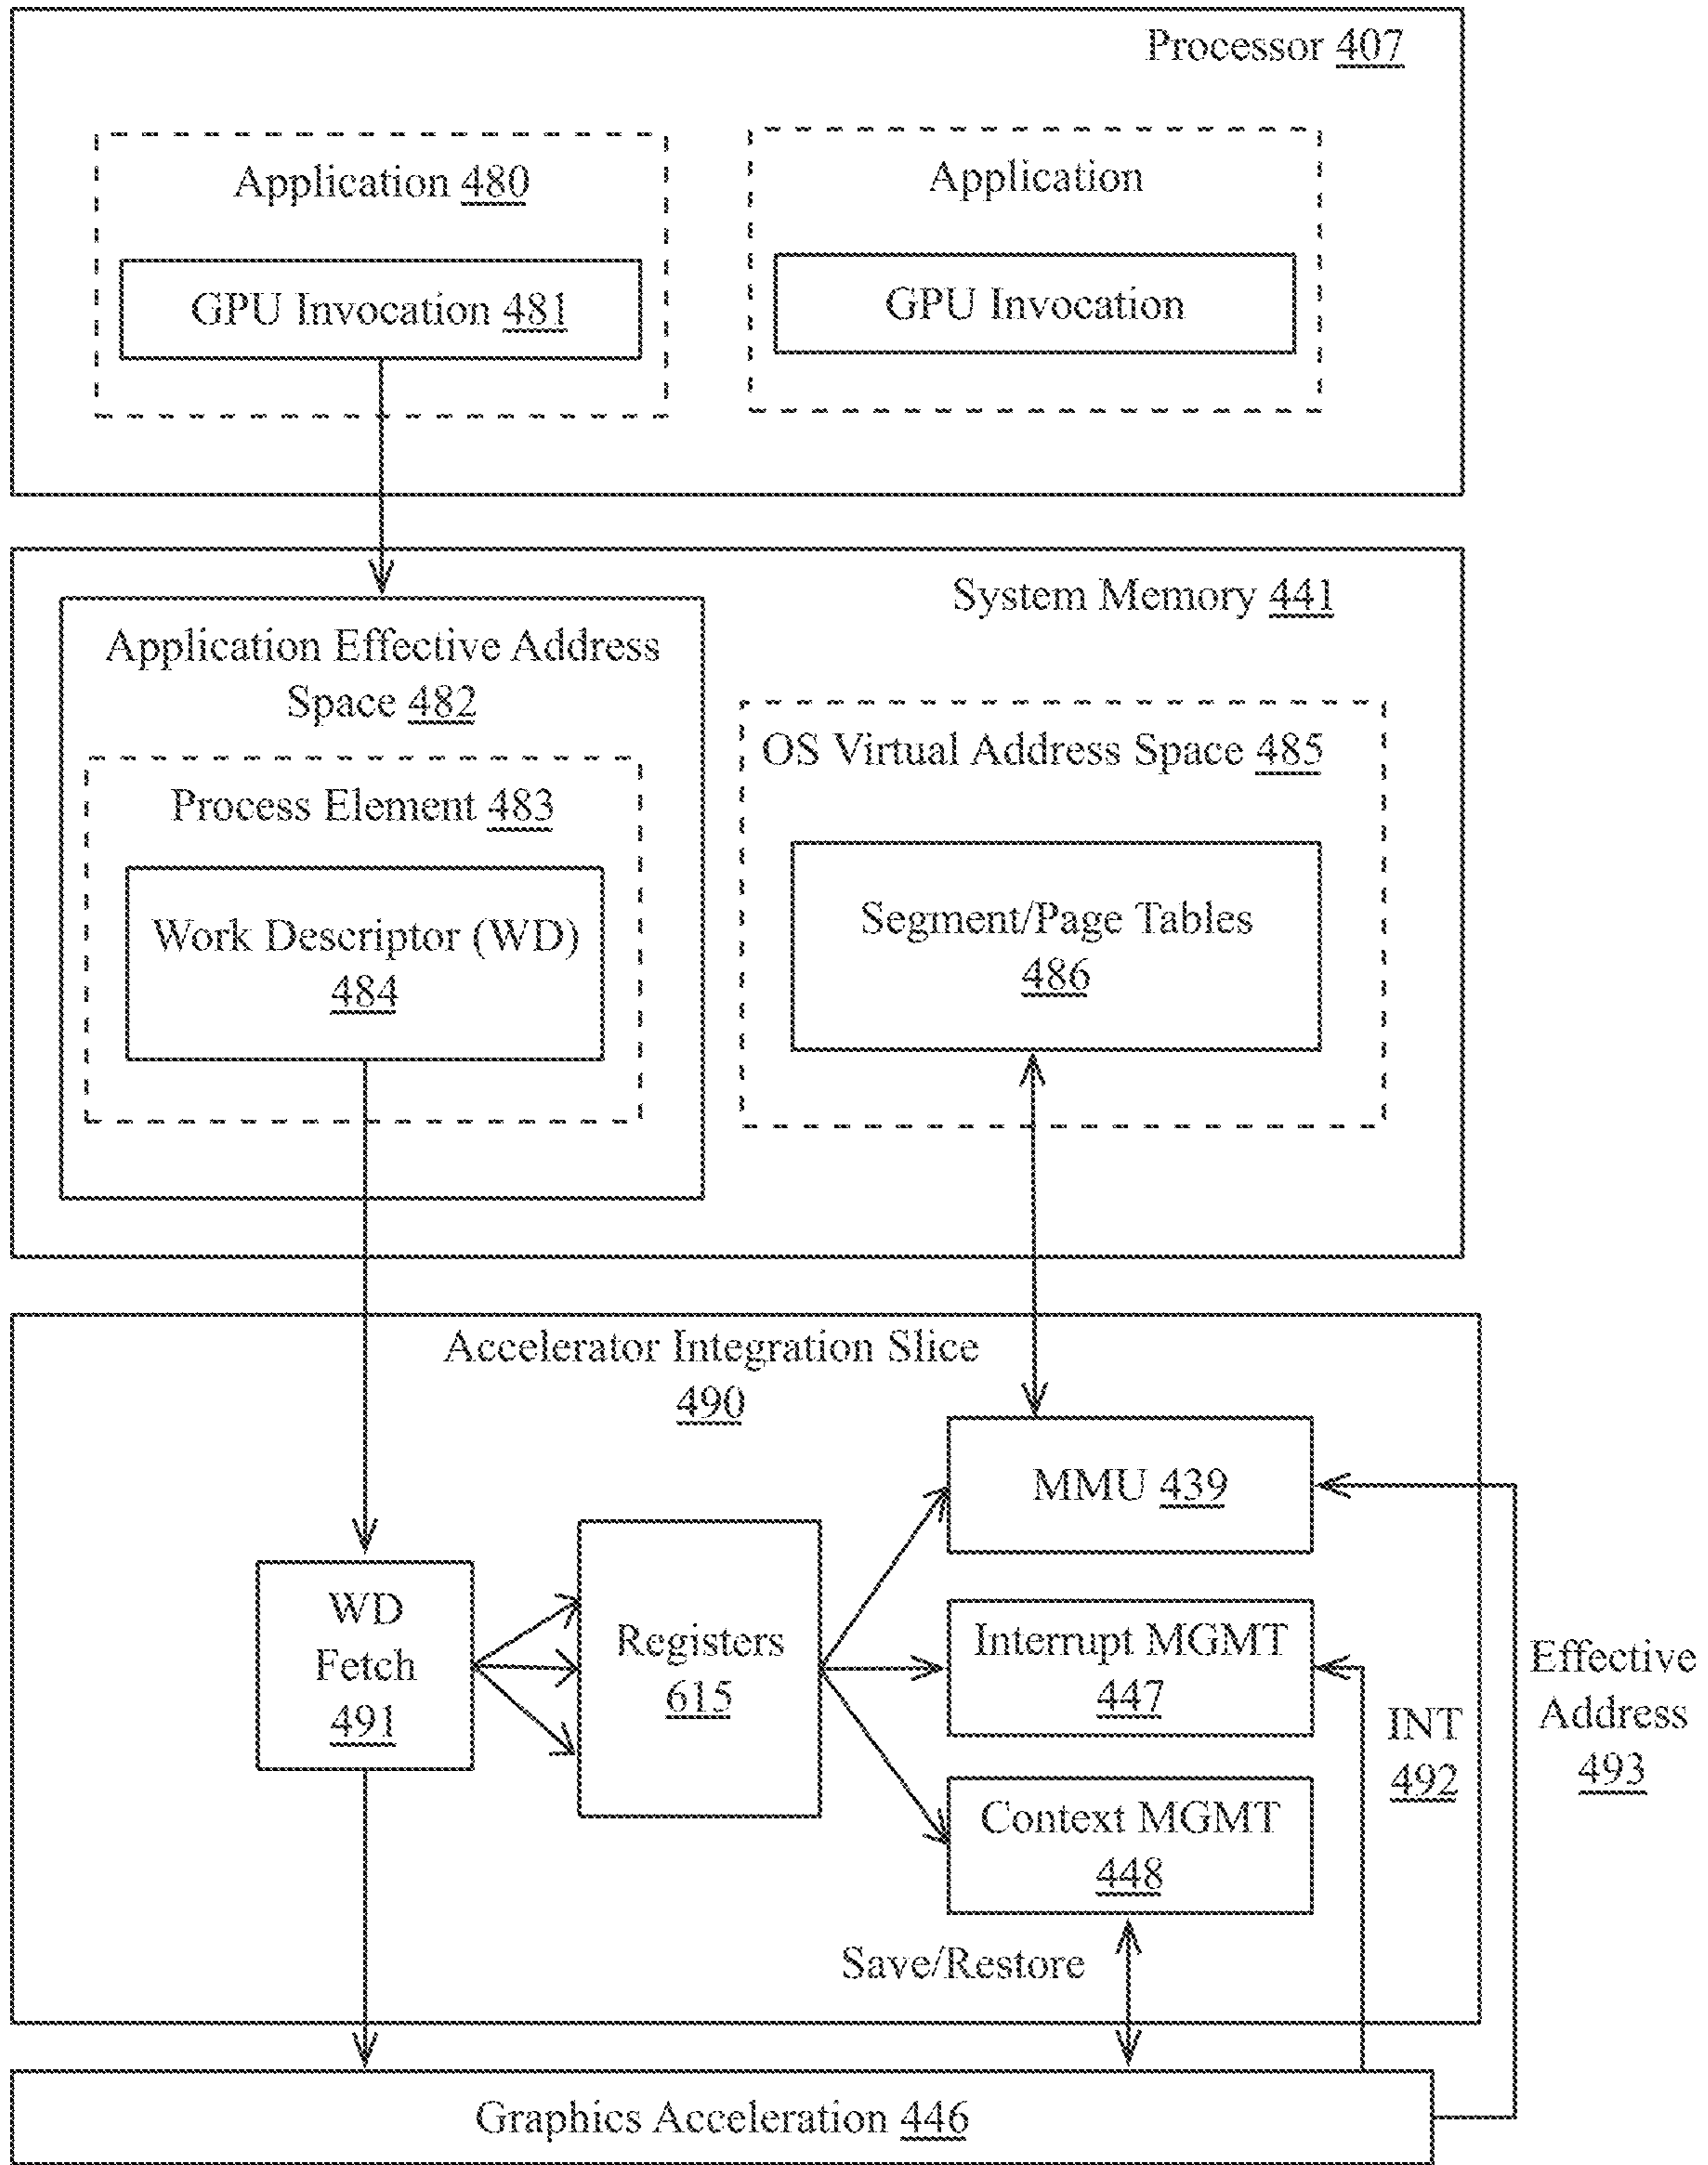 Processor 407
Application 480
GPU Invocation 481
Application
GPU Invocation
System Memory 441
Application Effective Address
Space 482
Process Element 483
Work Descriptor (WD)
484
OS Virtual Address Space 485
Segment/Page Tables
486
Accelerator Integration Slice
490
WD
Fetch
491
Registers
615
MMU 439
Interrupt MGMT
447
Context MGMT
448
Save/Restore
INT
492
Effective
Address
493
Graphics Acceleration 446